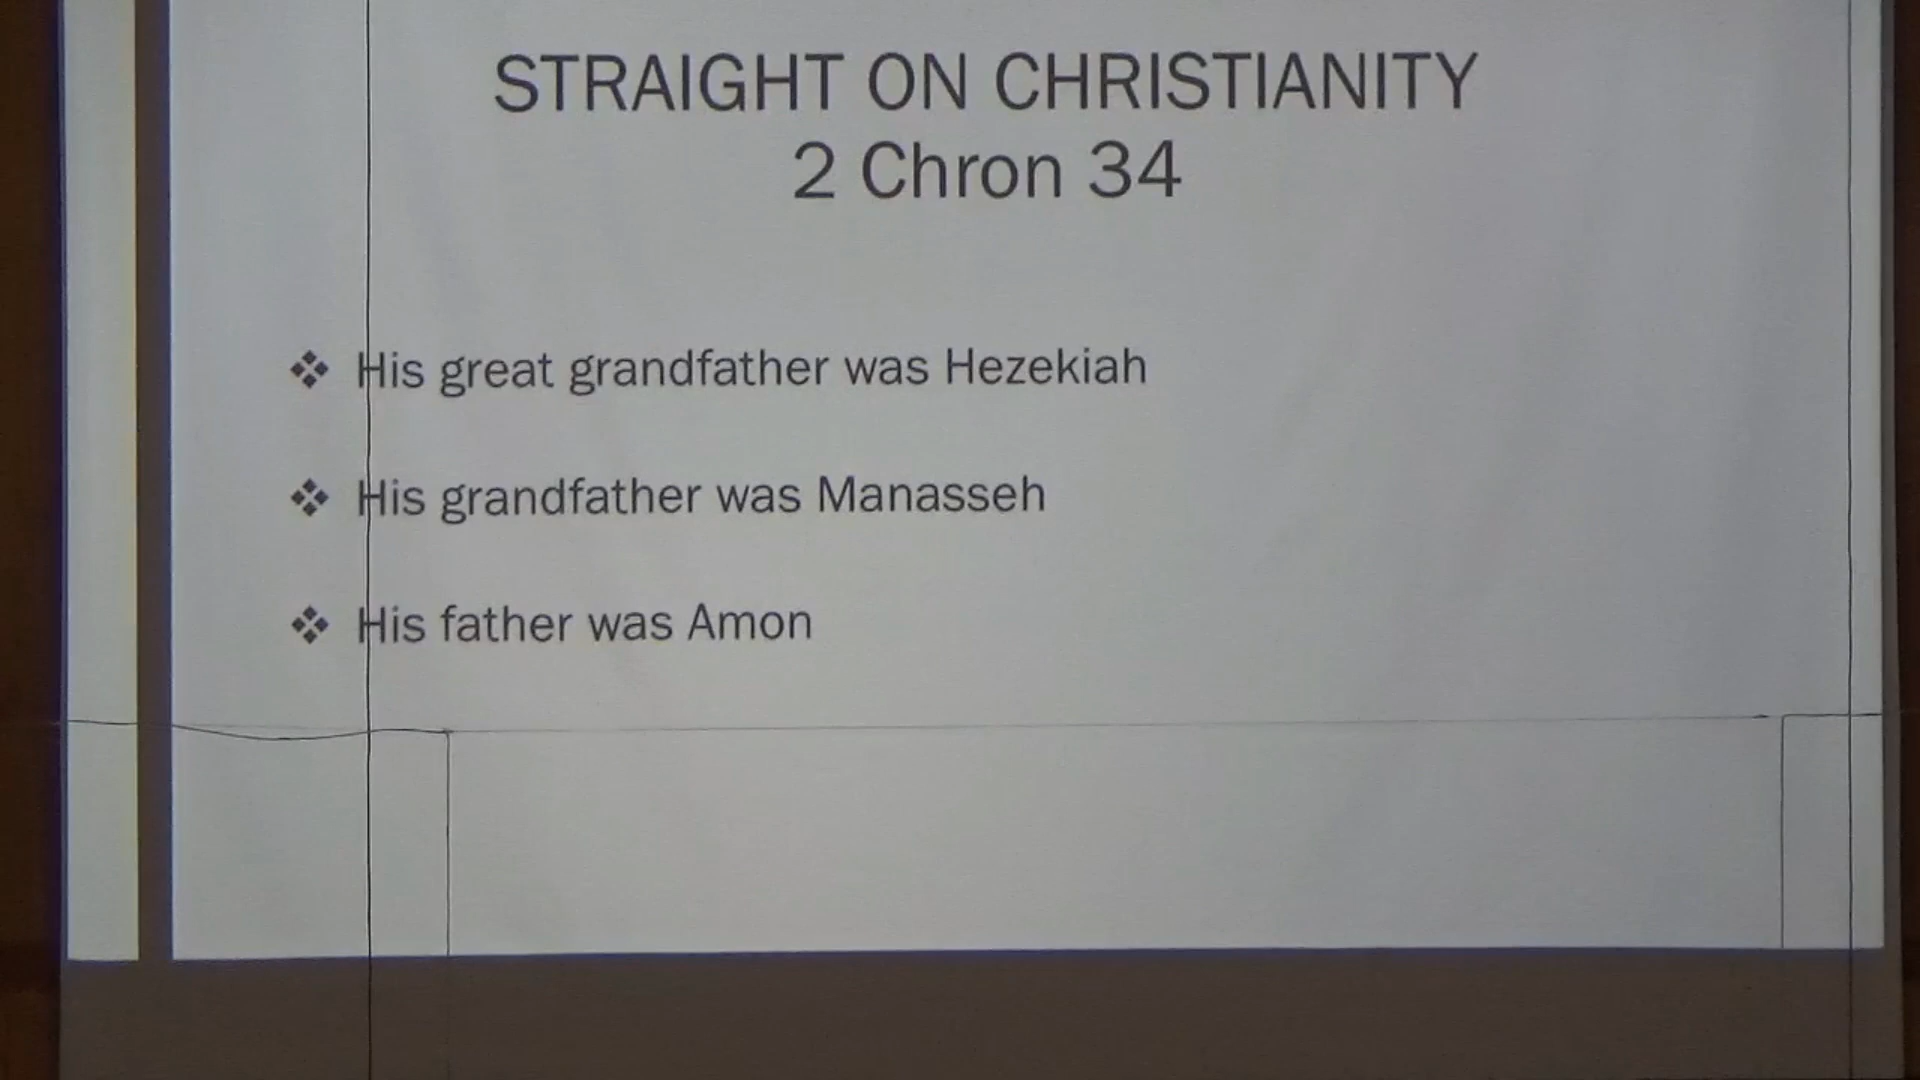 STRAIGHT ON CHRISTIANITY
2 Chron 34
His great grandfather was Hezekiah
His grandfather was Manasseh
His father was Amon